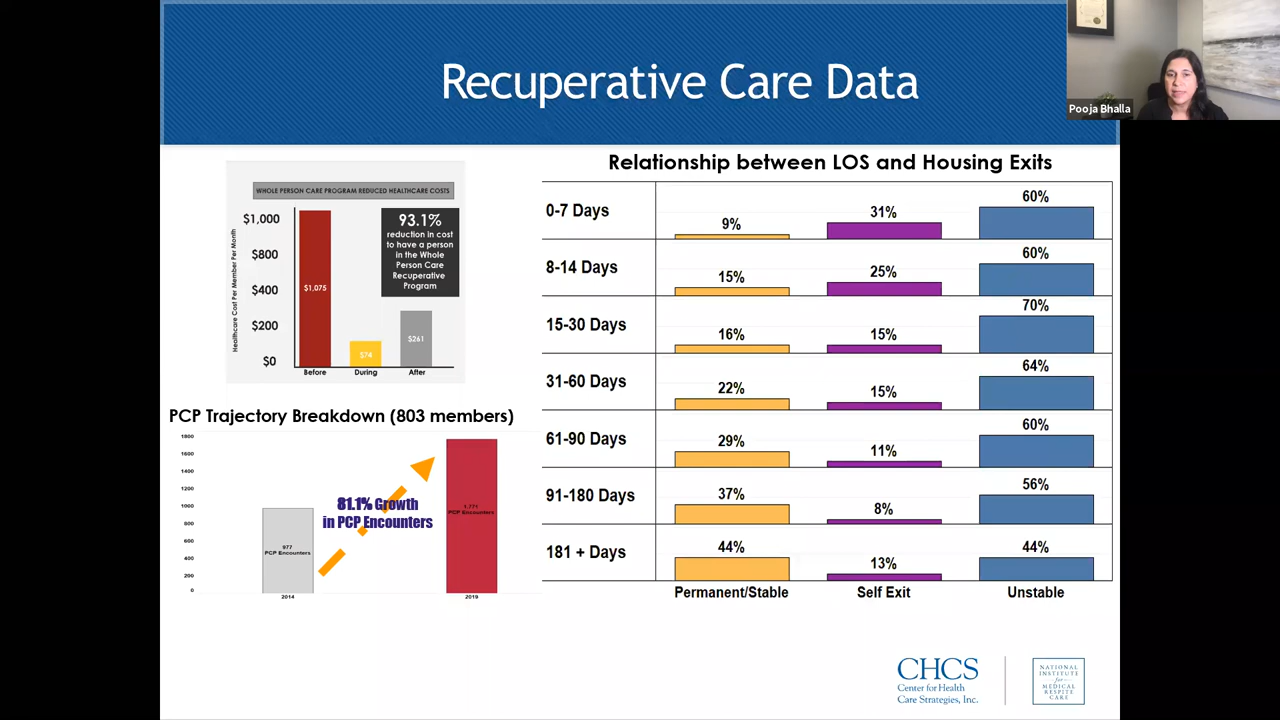 Recuperative Care Data
Pooja Bhalla
WHOLE PERSON CARE PROGRAM REDUCED HEALTHCARE COSTS
Healthcare Cost Per Member Per Month
$1,000
$800
$400
$200
$0
$1,075
$74
$261
Before
During
After
93.1%
reduction in cost
to have a person
in the Whole
Person Care
Recuperative
Program
PCP Trajectory Breakdown (803 members)
1800
1600
1400
1200
1000
800
600
400
200
0
977
PCP Encounters
81.1% Growth
in PCP Encounters
1,771
PCP Encounters
2014
2019
Relationship between LOS and Housing Exits
0-7 Days
9%
31%
60%
8-14 Days
15%
25%
60%
15-30 Days
16%
15%
70%
31-60 Days
22%
15%
64%
61-90 Days
29%
11%
60%
91-180 Days
37%
8%
56%
181 + Days
44%
13%
44%
Permanent/Stable
Self Exit
Unstable
CHCS
Center for Health
Care Strategies, Inc.
NATIONAL
INSTITUTE
for
MEDICAL
RESPITE
CARE